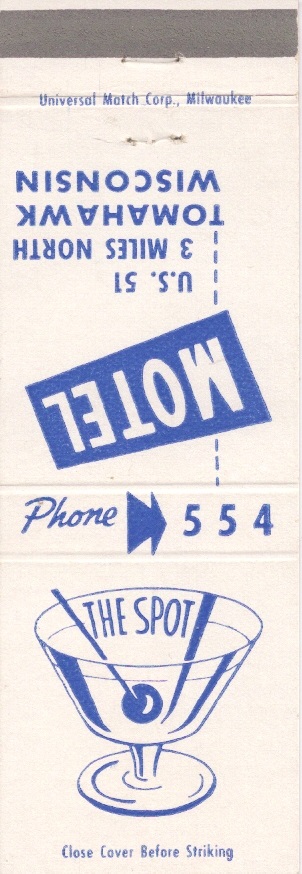 Universal Match Corp., Milwaukee
MOTEL
U.S. 51
3 MILES NORTH
TOMAHAWK
WISCONSIN
Phone 554
THE SPOT
Close Cover Before Striking